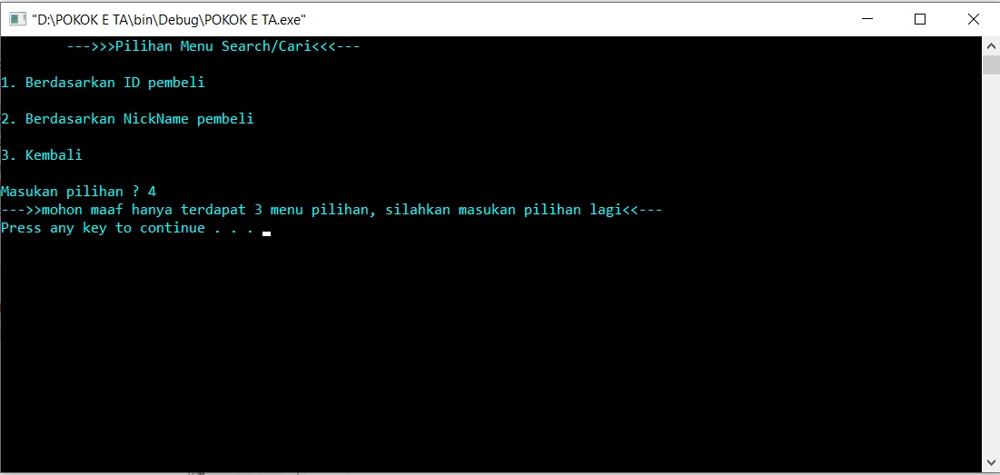 "D:\POKOK E TA\bin\Debug\POKOK E TA.exe"
--->>>Pilihan Menu Search/Cari<<<---
1. Berdasarkan ID pembeli
2. Berdasarkan NickName pembeli
3. Kembali
Masukan pilihan ? 4
--->>mohon maaf hanya terdapat 3 menu pilihan, silahkan masukan pilihan lagi<<---
Press any key to continue . . .